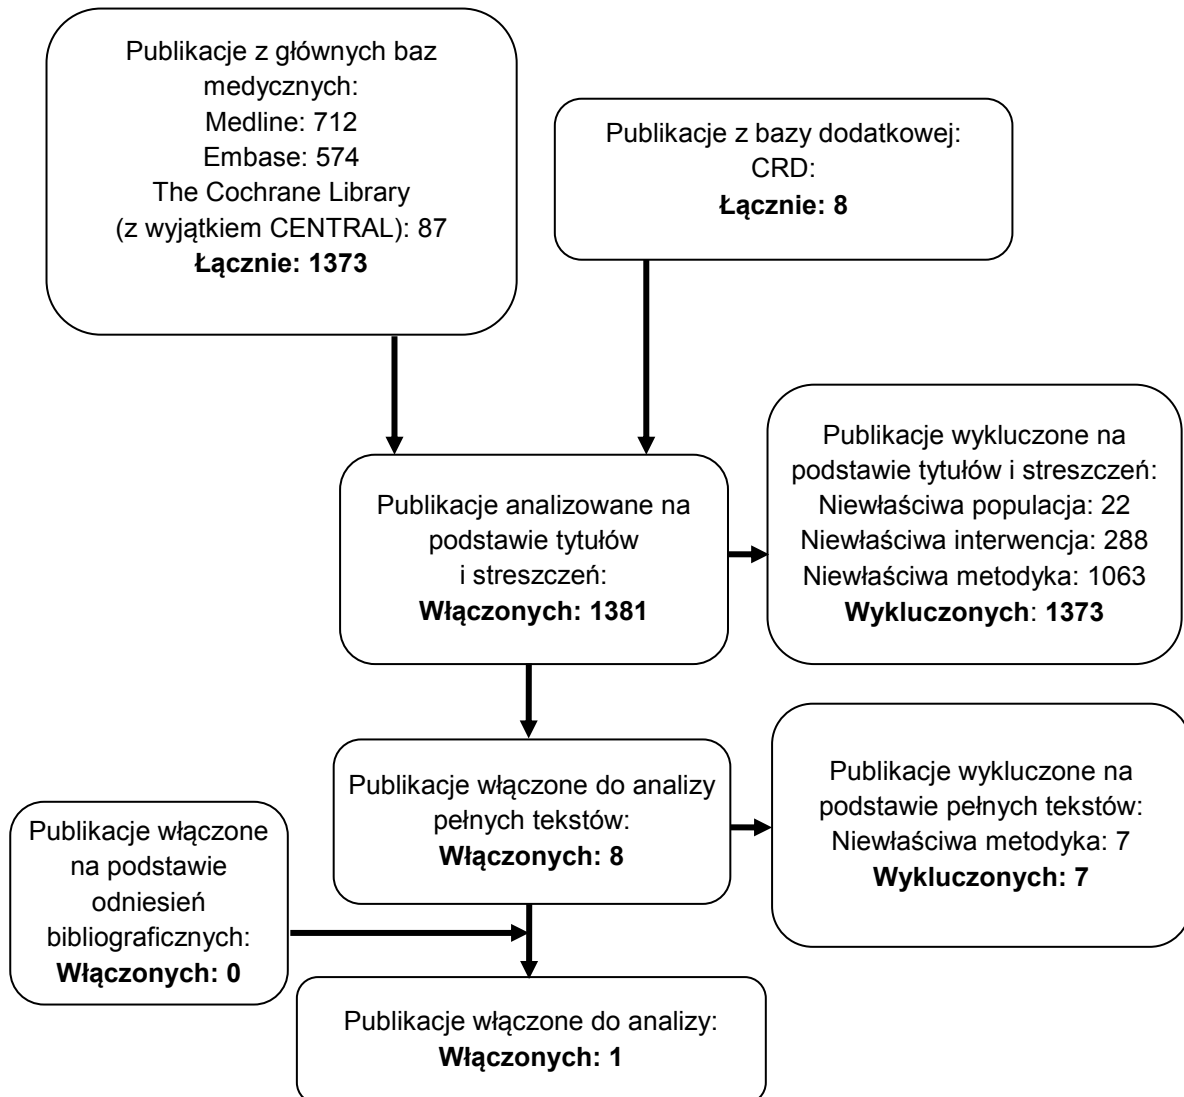 Publikacje z głównych baz
medycznych:
Medline: 712
Embase: 574
The Cochrane Library
(z wyjątkiem CENTRAL): 87
Łącznie: 1373
Publikacje z bazy dodatkowej:
CRD:
Łącznie: 8
Publikacje analizowane na
podstawie tytułów
i streszczeń:
Włączonych: 1381
Publikacje wykluczone na
podstawie tytułów i streszczeń:
Niewłaściwa populacja: 22
Niewłaściwa interwencja: 288
Niewłaściwa metodyka: 1063
Wykluczonych: 1373
Publikacje włączone do analizy
pełnych tekstów:
Włączonych: 8
Publikacje wykluczone na
podstawie pełnych tekstów:
Niewłaściwa metodyka: 7
Wykluczonych: 7
Publikacje włączone
na podstawie
odniesień
bibliograficznych:
Włączonych: 0
Publikacje włączone do analizy:
Włączonych: 1